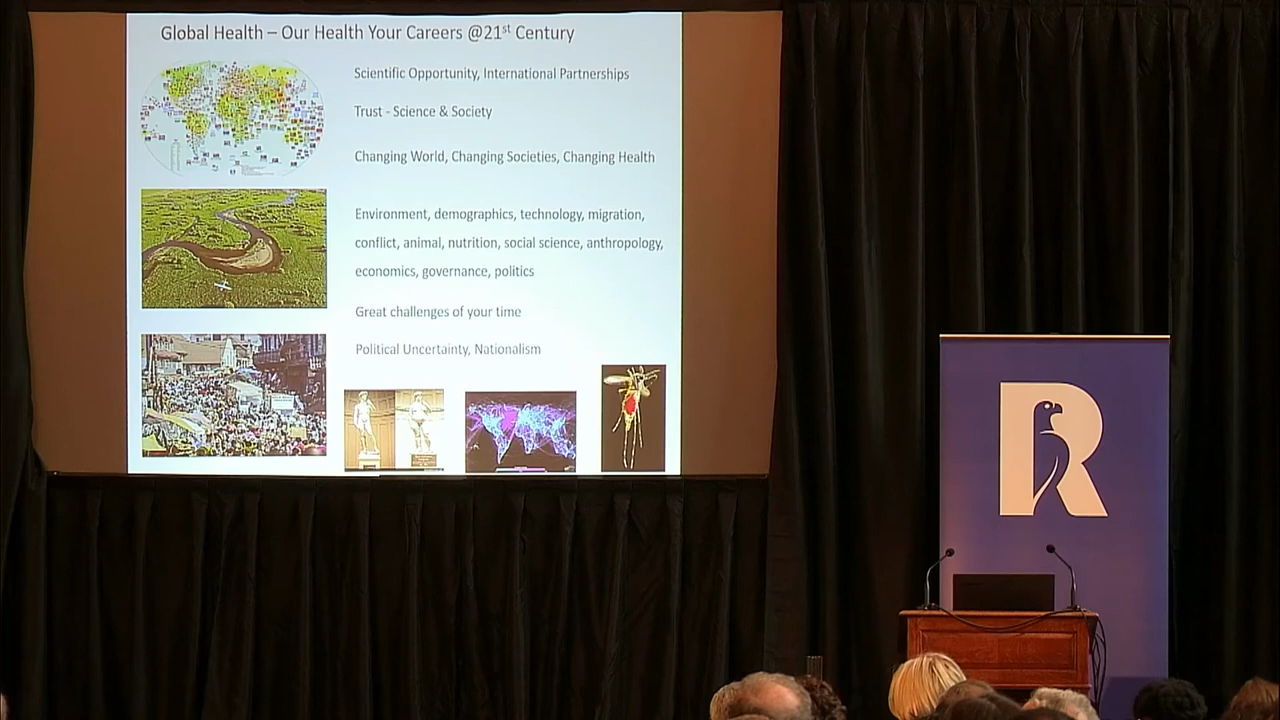 Global Health – Our Health Your Careers @21st Century
Scientific Opportunity, International Partnerships
Trust - Science & Society
Changing World, Changing Societies, Changing Health
Environment, demographics, technology, migration,
conflict, animal, nutrition, social science, anthropology,
economics, governance, politics
Great challenges of your time
Political Uncertainty, Nationalism
R